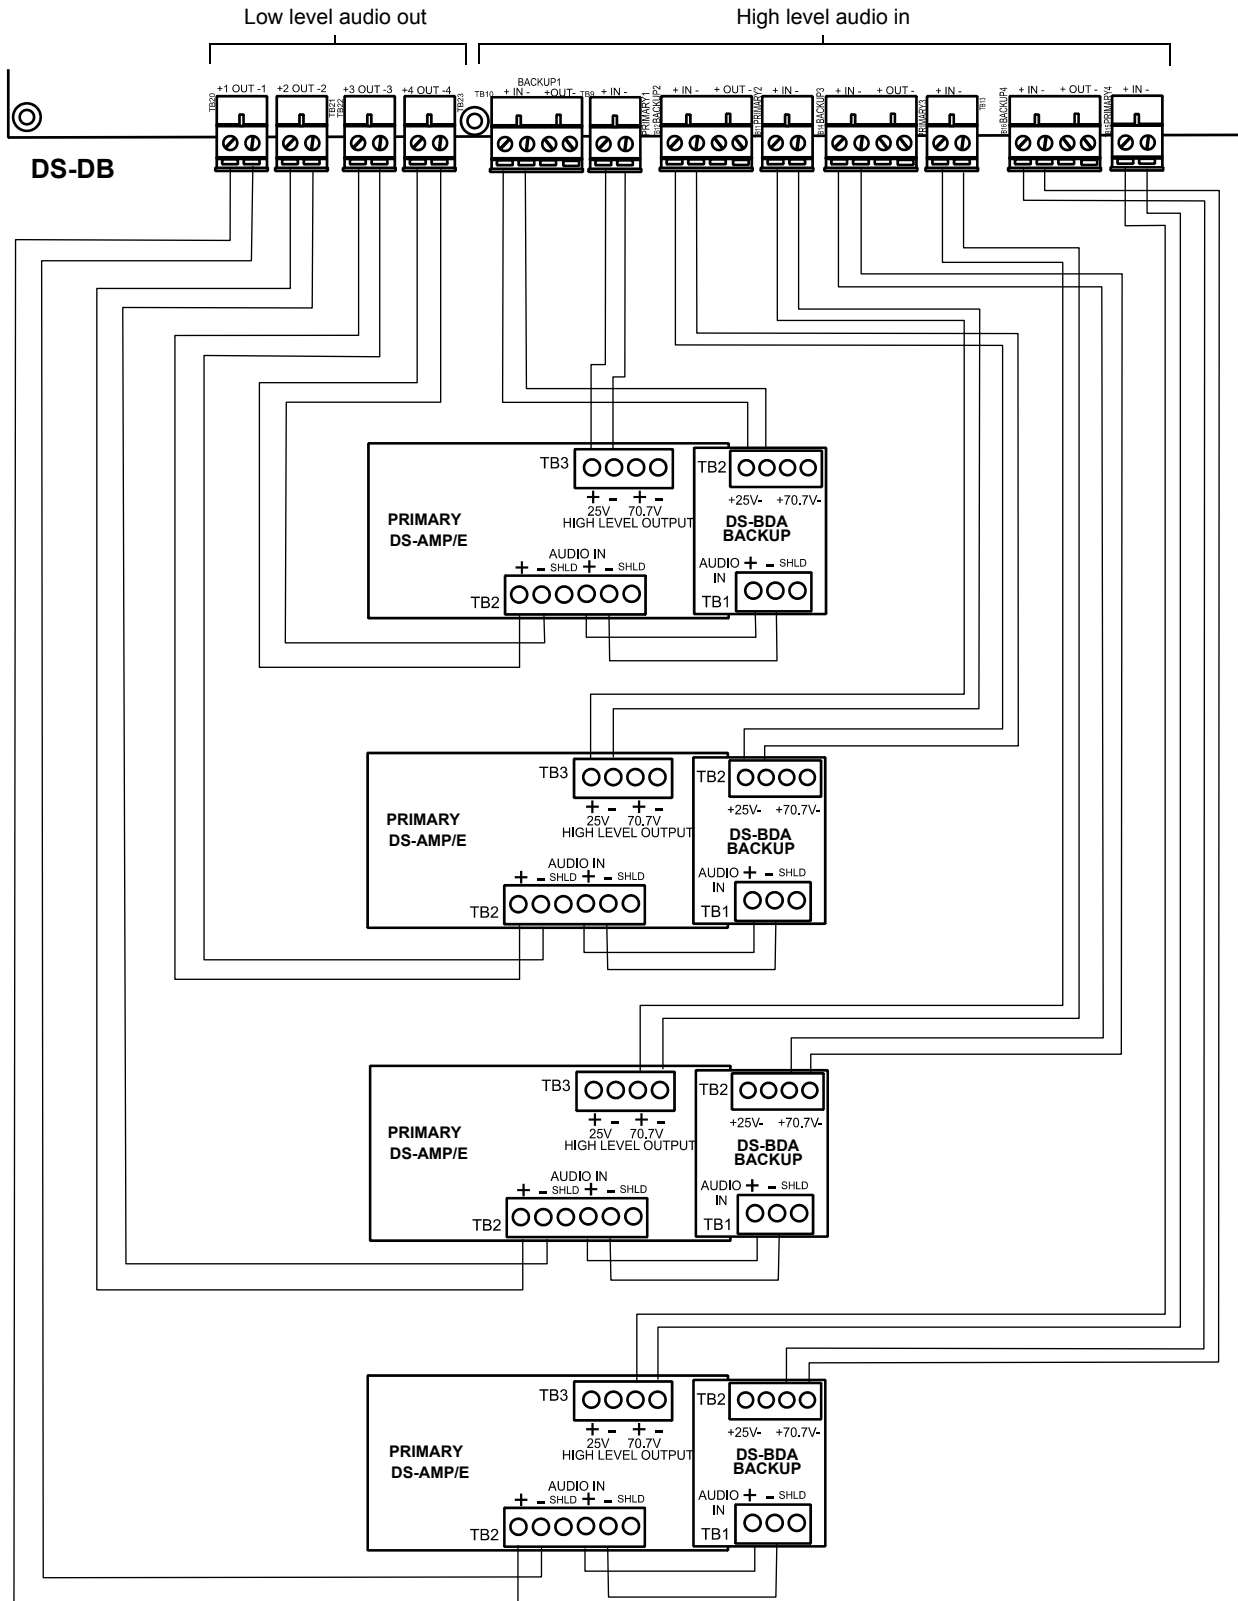 Low level audio out
High level audio in
BACKUP1
+1 OUT -1
+2 OUT -2
+3 OUT -3
+4 OUT -4
+ IN -
+OUT-
+ IN -
+ IN -
+ OUT -
+ IN -
+ IN -
+ OUT -
+ IN -
+ IN -
+ OUT -
+ IN -
TB20
TB21
TB22
TB23
TB10
TB9
PRIMARY1
TB12
BACKUP2
TB11
PRIMARY2
TB14
BACKUP3
PRIMARY3
TB13
BACKUP4
PRIMARY4
DS-DB
TB3
+ - + -
25V 70.7V
HIGH LEVEL OUTPUT
PRIMARY
DS-AMP/E
AUDIO IN
+ - SHLD + - SHLD
TB2
TB2
+25V- +70.7V-
DS-BDA
BACKUP
AUDIO + - SHLD
IN
TB1
TB3
+ - + -
25V 70.7V
HIGH LEVEL OUTPUT
PRIMARY
DS-AMP/E
AUDIO IN
+ - SHLD + - SHLD
TB2
TB2
+25V- +70.7V-
DS-BDA
BACKUP
AUDIO + - SHLD
IN
TB1
TB3
+ - + -
25V 70.7V
HIGH LEVEL OUTPUT
PRIMARY
DS-AMP/E
AUDIO IN
+ - SHLD + - SHLD
TB2
TB2
+25V- +70.7V-
DS-BDA
BACKUP
AUDIO + - SHLD
IN
TB1
TB3
+ - + -
25V 70.7V
HIGH LEVEL OUTPUT
PRIMARY
DS-AMP/E
AUDIO IN
+ - SHLD + - SHLD
TB2
TB2
+25V- +70.7V-
DS-BDA
BACKUP
AUDIO + - SHLD
IN
TB1